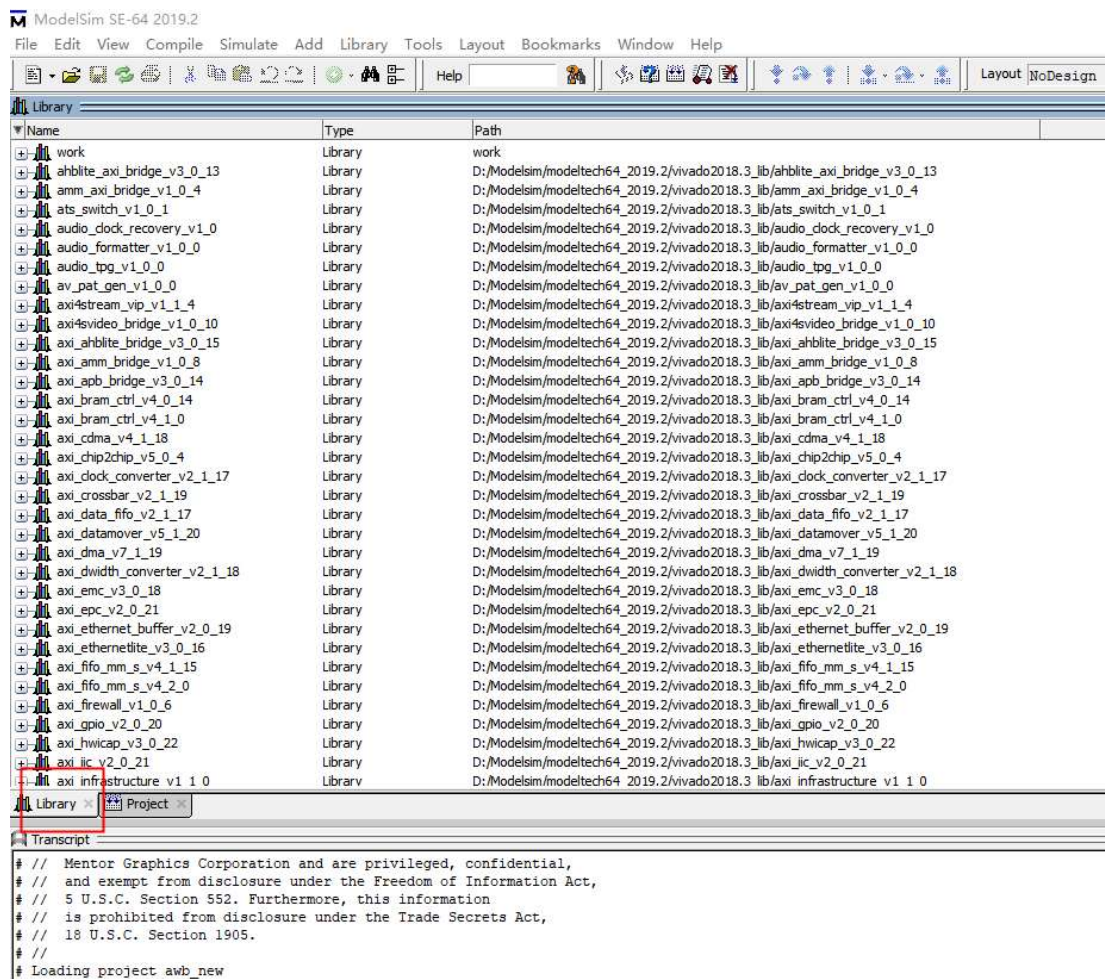 ModelSim SE-64 2019.2
File Edit View Compile Simulate Add Library Tools Layout Bookmarks Window Help
Help Layout NoDesign
Library
Name Type Path
work Library work
ahblite_axi_bridge_v3_0_13 Library D:/Modelsim/modeltech64_2019.2/vivado2018.3_lib/ahblite_axi_bridge_v3_0_13
amm_axi_bridge_v1_0_4 Library D:/Modelsim/modeltech64_2019.2/vivado2018.3_lib/amm_axi_bridge_v1_0_4
ats_switch_v1_0_1 Library D:/Modelsim/modeltech64_2019.2/vivado2018.3_lib/ats_switch_v1_0_1
audio_clock_recovery_v1_0 Library D:/Modelsim/modeltech64_2019.2/vivado2018.3_lib/audio_clock_recovery_v1_0
audio_formatter_v1_0_0 Library D:/Modelsim/modeltech64_2019.2/vivado2018.3_lib/audio_formatter_v1_0_0
audio_tpg_v1_0_0 Library D:/Modelsim/modeltech64_2019.2/vivado2018.3_lib/audio_tpg_v1_0_0
av_pat_gen_v1_0_0 Library D:/Modelsim/modeltech64_2019.2/vivado2018.3_lib/av_pat_gen_v1_0_0
axi4stream_vip_v1_1_4 Library D:/Modelsim/modeltech64_2019.2/vivado2018.3_lib/axi4stream_vip_v1_1_4
axi4svideo_bridge_v1_0_10 Library D:/Modelsim/modeltech64_2019.2/vivado2018.3_lib/axi4svideo_bridge_v1_0_10
axi_ahblite_bridge_v3_0_15 Library D:/Modelsim/modeltech64_2019.2/vivado2018.3_lib/axi_ahblite_bridge_v3_0_15
axi_amm_bridge_v1_0_8 Library D:/Modelsim/modeltech64_2019.2/vivado2018.3_lib/axi_amm_bridge_v1_0_8
axi_apb_bridge_v3_0_14 Library D:/Modelsim/modeltech64_2019.2/vivado2018.3_lib/axi_apb_bridge_v3_0_14
axi_bram_ctrl_v4_0_14 Library D:/Modelsim/modeltech64_2019.2/vivado2018.3_lib/axi_bram_ctrl_v4_0_14
axi_bram_ctrl_v4_1_0 Library D:/Modelsim/modeltech64_2019.2/vivado2018.3_lib/axi_bram_ctrl_v4_1_0
axi_cdma_v4_1_18 Library D:/Modelsim/modeltech64_2019.2/vivado2018.3_lib/axi_cdma_v4_1_18
axi_chip2chip_v5_0_4 Library D:/Modelsim/modeltech64_2019.2/vivado2018.3_lib/axi_chip2chip_v5_0_4
axi_clock_converter_v2_1_17 Library D:/Modelsim/modeltech64_2019.2/vivado2018.3_lib/axi_clock_converter_v2_1_17
axi_crossbar_v2_1_19 Library D:/Modelsim/modeltech64_2019.2/vivado2018.3_lib/axi_crossbar_v2_1_19
axi_data_fifo_v2_1_17 Library D:/Modelsim/modeltech64_2019.2/vivado2018.3_lib/axi_data_fifo_v2_1_17
axi_datamover_v5_1_20 Library D:/Modelsim/modeltech64_2019.2/vivado2018.3_lib/axi_datamover_v5_1_20
axi_dma_v7_1_19 Library D:/Modelsim/modeltech64_2019.2/vivado2018.3_lib/axi_dma_v7_1_19
axi_dwidth_converter_v2_1_18 Library D:/Modelsim/modeltech64_2019.2/vivado2018.3_lib/axi_dwidth_converter_v2_1_18
axi_emc_v3_0_18 Library D:/Modelsim/modeltech64_2019.2/vivado2018.3_lib/axi_emc_v3_0_18
axi_epc_v2_0_21 Library D:/Modelsim/modeltech64_2019.2/vivado2018.3_lib/axi_epc_v2_0_21
axi_ethernet_buffer_v2_0_19 Library D:/Modelsim/modeltech64_2019.2/vivado2018.3_lib/axi_ethernet_buffer_v2_0_19
axi_ethernetlite_v3_0_16 Library D:/Modelsim/modeltech64_2019.2/vivado2018.3_lib/axi_ethernetlite_v3_0_16
axi_fifo_mm_s_v4_1_15 Library D:/Modelsim/modeltech64_2019.2/vivado2018.3_lib/axi_fifo_mm_s_v4_1_15
axi_fifo_mm_s_v4_2_0 Library D:/Modelsim/modeltech64_2019.2/vivado2018.3_lib/axi_fifo_mm_s_v4_2_0
axi_firewall_v1_0_6 Library D:/Modelsim/modeltech64_2019.2/vivado2018.3_lib/axi_firewall_v1_0_6
axi_gpio_v2_0_20 Library D:/Modelsim/modeltech64_2019.2/vivado2018.3_lib/axi_gpio_v2_0_20
axi_hwicap_v3_0_22 Library D:/Modelsim/modeltech64_2019.2/vivado2018.3_lib/axi_hwicap_v3_0_22
axi_iic_v2_0_21 Library D:/Modelsim/modeltech64_2019.2/vivado2018.3_lib/axi_iic_v2_0_21
axi_infrastructure_v1_1_0 Library D:/Modelsim/modeltech64_2019.2/vivado2018.3_lib/axi_infrastructure_v1_1_0
Library Project
Transcript
# // Mentor Graphics Corporation and are privileged, confidential,
# // and exempt from disclosure under the Freedom of Information Act,
# // 5 U.S.C. Section 552. Furthermore, this information
# // is prohibited from disclosure under the Trade Secrets Act,
# // 18 U.S.C. Section 1905.
# //
# Loading project awb_new